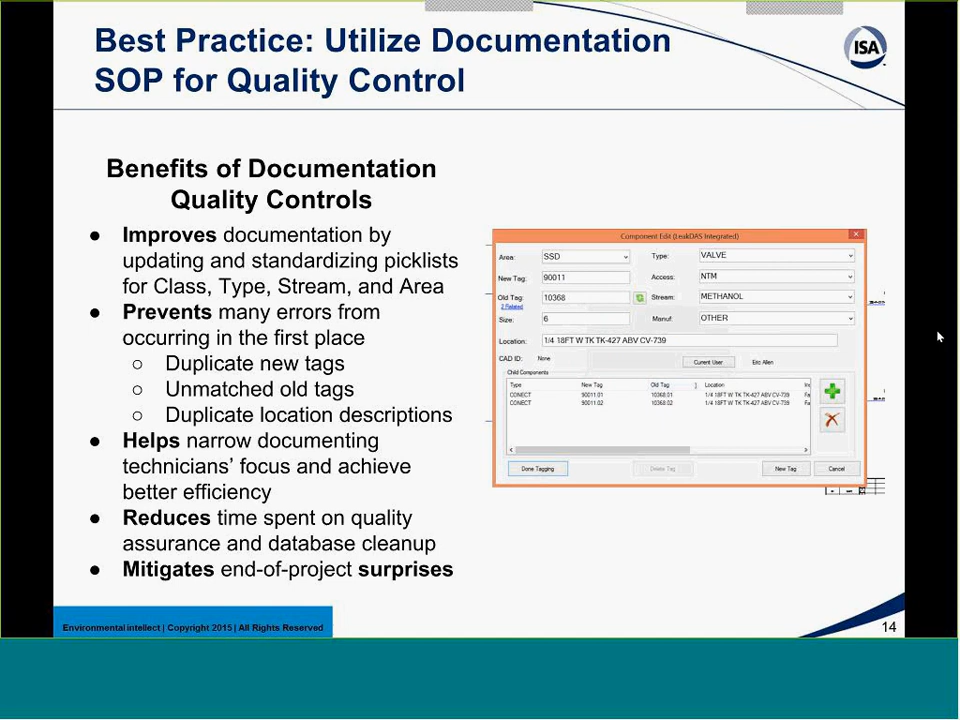 Best Practice: Utilize Documentation
SOP for Quality Control
ISA
Benefits of Documentation
Quality Controls
● Improves documentation by
updating and standardizing picklists
for Class, Type, Stream, and Area
● Prevents many errors from
occurring in the first place
○ Duplicate new tags
○ Unmatched old tags
○ Duplicate location descriptions
● Helps narrow documenting
technicians' focus and achieve
better efficiency
● Reduces time spent on quality
assurance and database cleanup
● Mitigates end-of-project surprises
Component Edit (LeakDAS Integrated)
Area: SSD Type: VALVE
New Tag: 90011 Access: NTM
Old Tag: 10368 Stream: METHANOL
2 Related
Size: 6 Manuf: OTHER
Location: 1/4 18FT W TK TK-427 ABV CV-739
CAD ID: None Current User Eric Allen
Child Components
Type New Tag Old Tag Location
CONECT 90011.01 10368.01 1/4 18FT W TK TK-427 ABV CV-739
CONECT 90011.02 10368.02 1/4 18FT W TK TK-427 ABV CV-739
Done Tagging Delete Tag New Tag Cancel
Environmental intellect | Copyright 2015 | All Rights Reserved
14